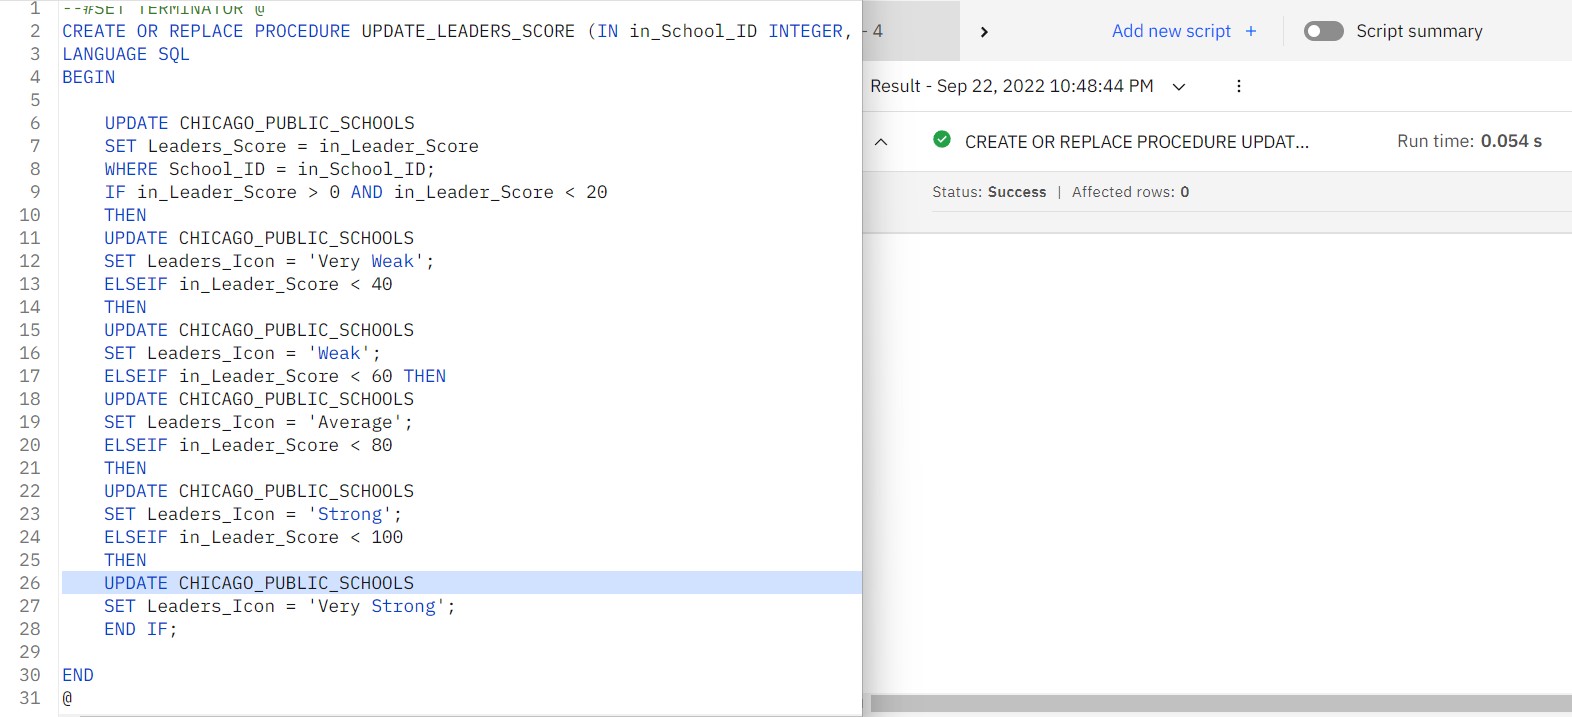 1 --#SET TERMINATOR @
2 CREATE OR REPLACE PROCEDURE UPDATE_LEADERS_SCORE (IN in_School_ID INTEGER,
3 LANGUAGE SQL
4 BEGIN
5
6 UPDATE CHICAGO_PUBLIC_SCHOOLS
7 SET Leaders_Score = in_Leader_Score
8 WHERE School_ID = in_School_ID;
9 IF in_Leader_Score > 0 AND in_Leader_Score < 20
10 THEN
11 UPDATE CHICAGO_PUBLIC_SCHOOLS
12 SET Leaders_Icon = 'Very Weak';
13 ELSEIF in_Leader_Score < 40
14 THEN
15 UPDATE CHICAGO_PUBLIC_SCHOOLS
16 SET Leaders_Icon = 'Weak';
17 ELSEIF in_Leader_Score < 60 THEN
18 UPDATE CHICAGO_PUBLIC_SCHOOLS
19 SET Leaders_Icon = 'Average';
20 ELSEIF in_Leader_Score < 80
21 THEN
22 UPDATE CHICAGO_PUBLIC_SCHOOLS
23 SET Leaders_Icon = 'Strong';
24 ELSEIF in_Leader_Score < 100
25 THEN
26 UPDATE CHICAGO_PUBLIC_SCHOOLS
27 SET Leaders_Icon = 'Very Strong';
28 END IF;
29
30 END
31 @
- 4
Add new script +
Script summary
Result - Sep 22, 2022 10:48:44 PM
CREATE OR REPLACE PROCEDURE UPDAT...
Run time: 0.054 s
Status: Success | Affected rows: 0